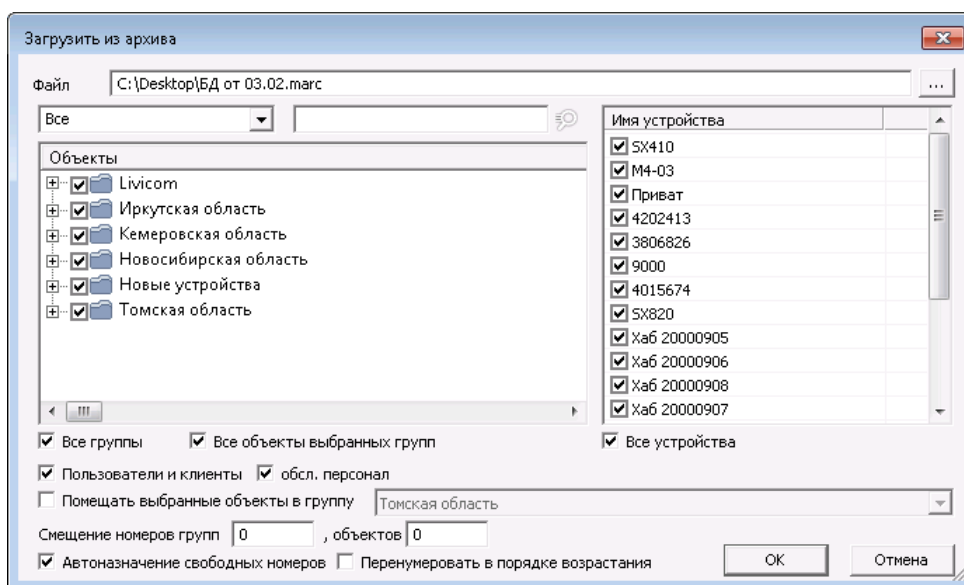 Загрузить из архива
Файл C:\Desktop\БД от 03.02.marc ...
Все
Объекты
Livicom
Иркутская область
Кемеровская область
Новосибирская область
Новые устройства
Томская область
Имя устройства
SX410
M4-03
Приват
4202413
3806826
9000
4015674
SX820
Хаб 20000905
Хаб 20000906
Хаб 20000908
Хаб 20000907
Все группы Все объекты выбранных групп Все устройства
Пользователи и клиенты обсл. персонал
Помещать выбранные объекты в группу Томская область
Смещение номеров групп 0 , объектов 0
Автоназначение свободных номеров Перенумеровать в порядке возрастания OK Отмена